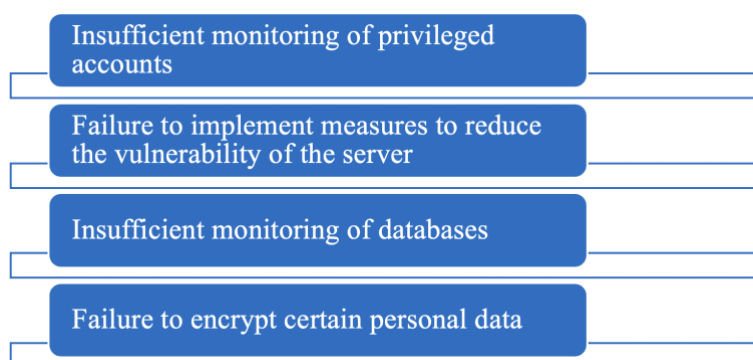 Insufficient monitoring of privileged
accounts
Failure to implement measures to reduce
the vulnerability of the server
Insufficient monitoring of databases
Failure to encrypt certain personal data